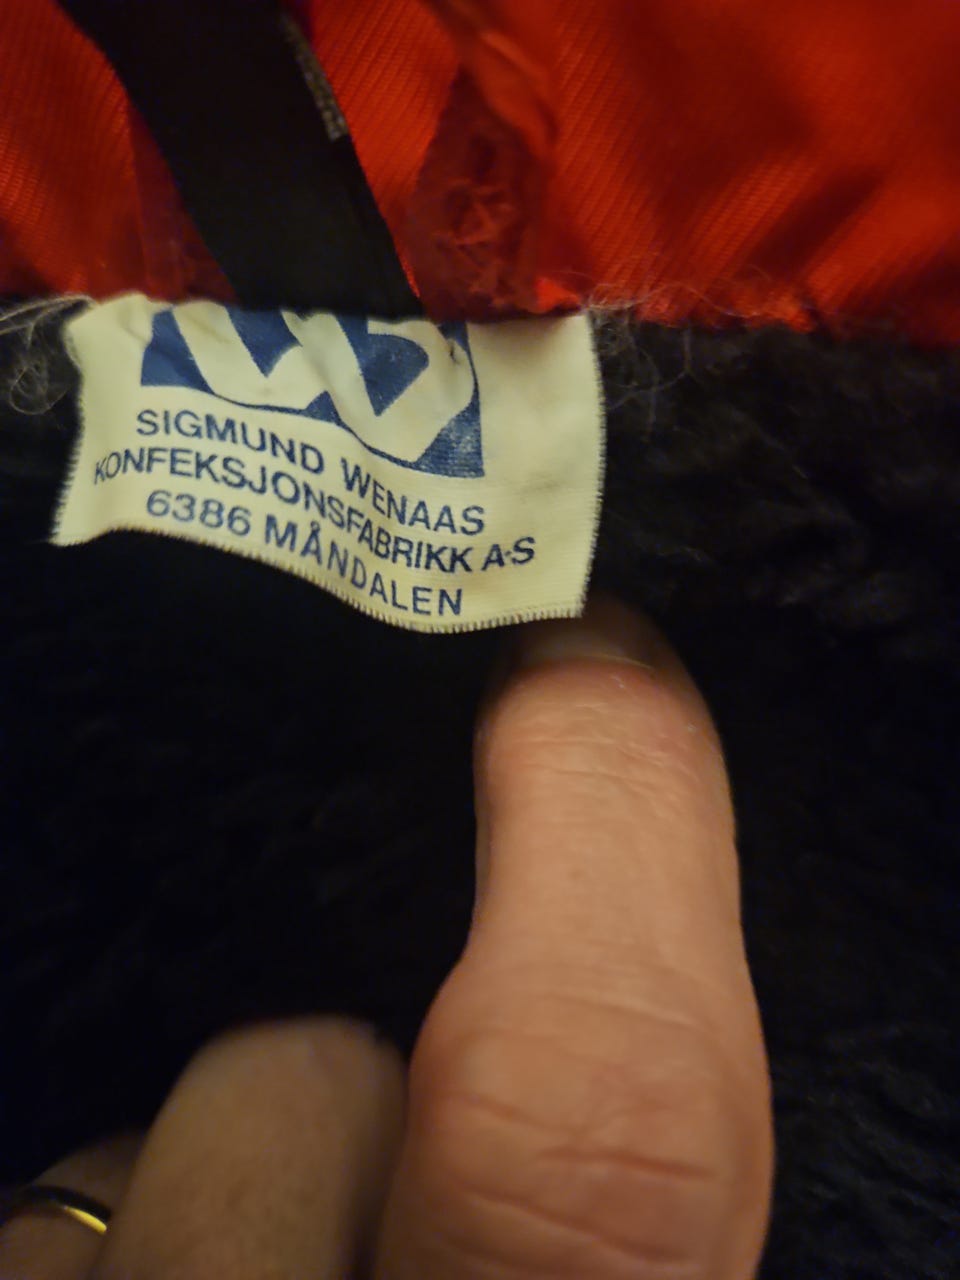 SIGMUND WENAAS
KONFEKSJONSFABRIKK A·S
6386 MÅNDALEN